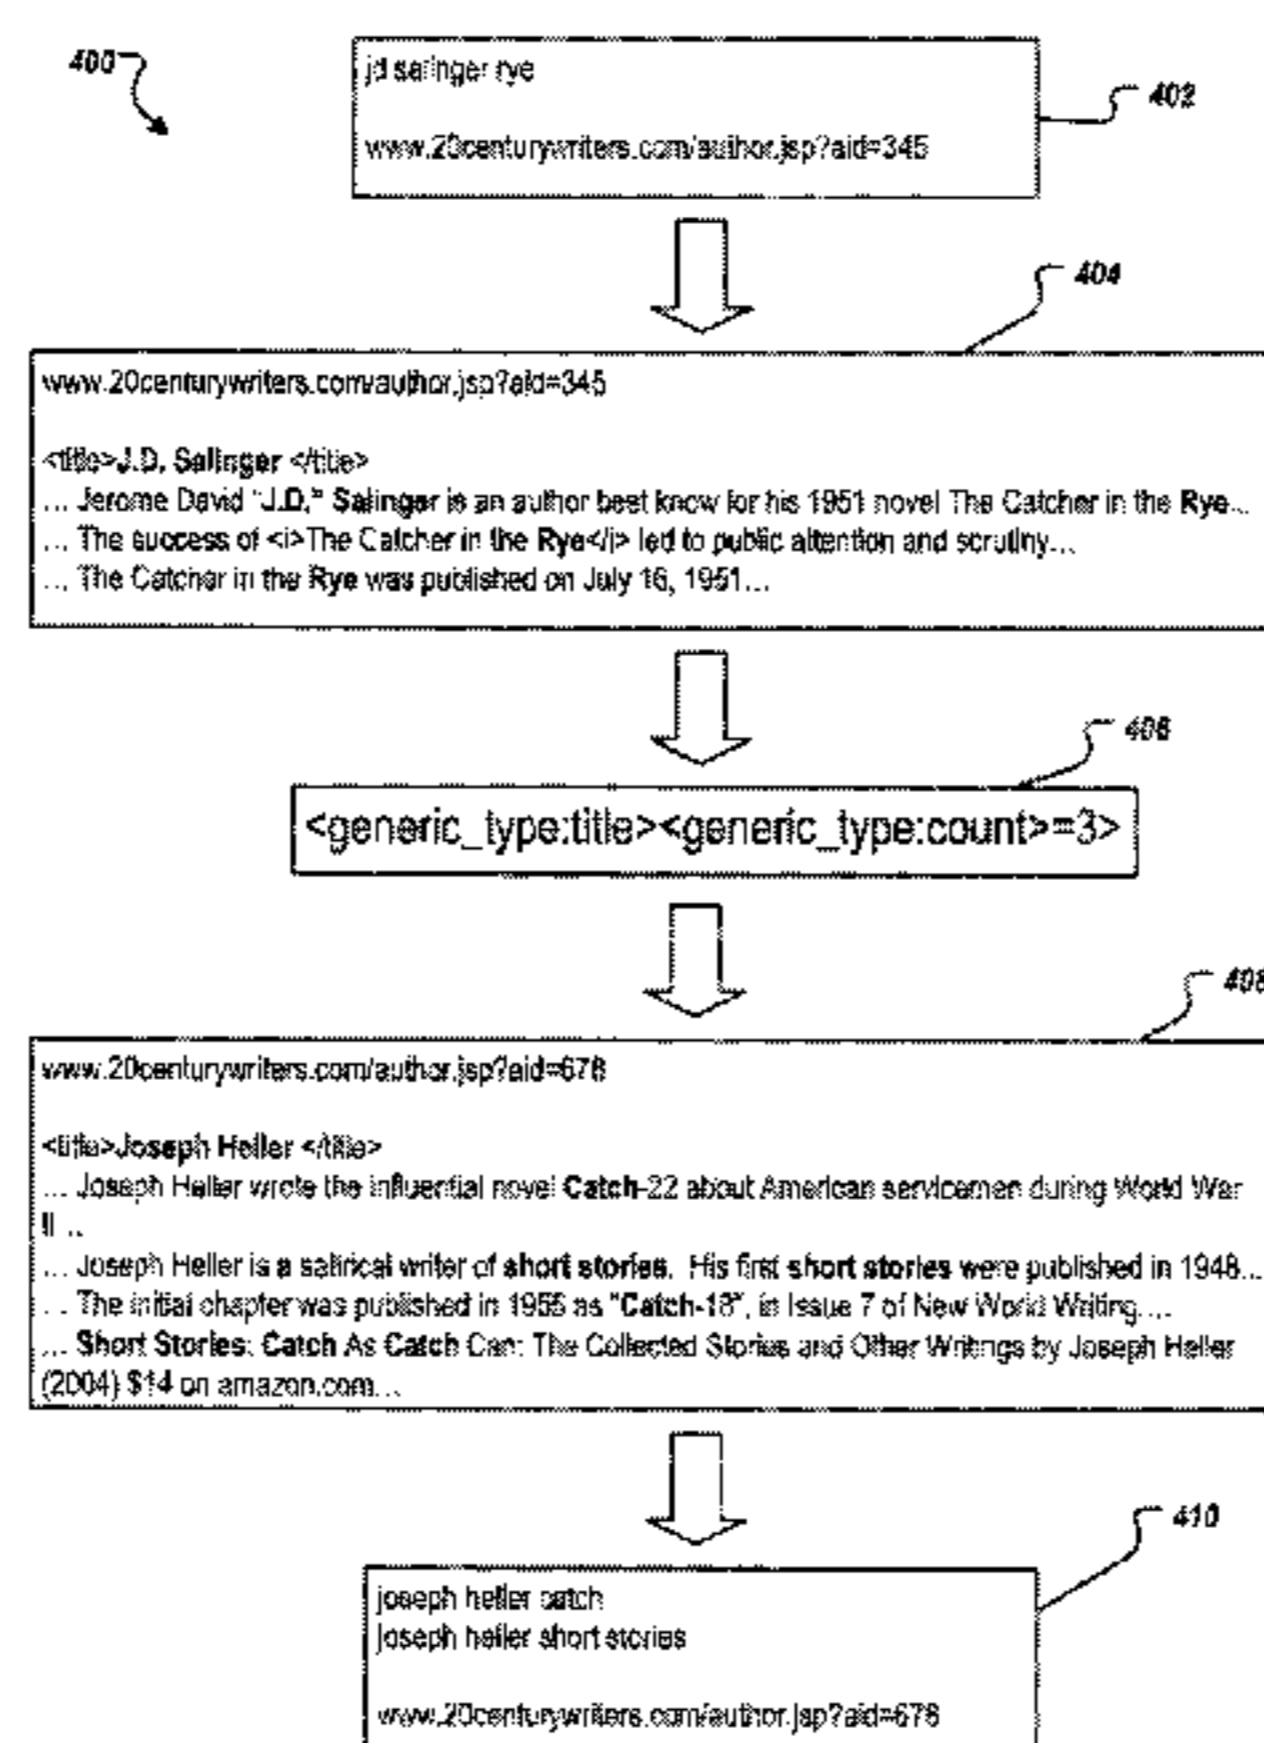 400
jd salinger rye
402
www.20centurywriters.com/author.jsp?aid=345
404
www.20centurywriters.com/author.jsp?aid=345
<title>J.D. Salinger </title>
... Jerome David "J.D." Salinger is an author best know for his 1951 novel The Catcher in the Rye...
... The success of <i>The Catcher in the Rye</i> led to public attention and scrutiny...
... The Catcher in the Rye was published on July 16, 1951...
406
<generic_type:title><generic_type:count>=3>
408
www.20centurywriters.com/author.jsp?aid=678
<title>Joseph Heller </title>
... Joseph Heller wrote the influential novel Catch-22 about American servicemen during World War
II ...
... Joseph Heller is a satirical writer of short stories. His first short stories were published in 1948...
... The initial chapter was published in 1955 as "Catch-18", in Issue 7 of New World Writing....
... Short Stories: Catch As Catch Can: The Collected Stories and Other Writings by Joseph Heller
(2004) $14 on amazon.com...
410
joseph heller catch
joseph heller short stories
www.20centurywriters.com/author.jsp?aid=678